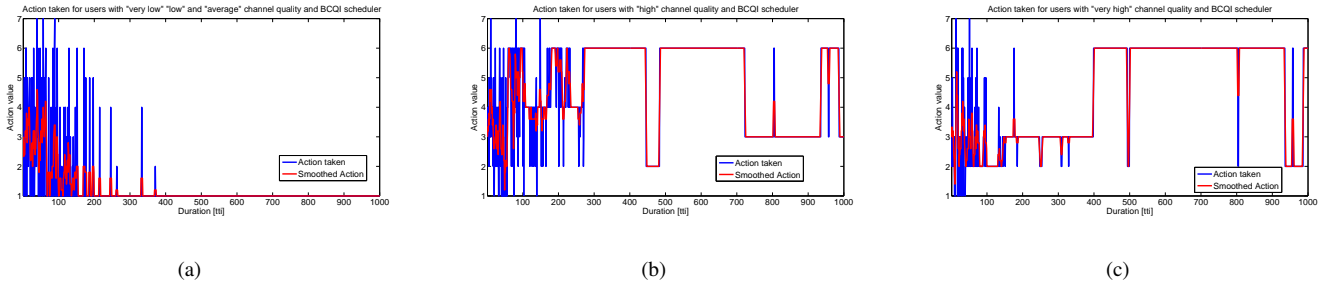 Action taken for users with "very low" "low" and "average" channel quality and BCQI scheduler
7
6
5
4
3
2
1
Action value
100 200 300 400 500 600 700 800 900 1000
Duration [tti]
Action taken
Smoothed Action
(a)
Action taken for users with "high" channel quality and BCQI scheduler
7
6
5
4
3
2
1
Action value
100 200 300 400 500 600 700 800 900 1000
Duration [tti]
Action taken
Smoothed Action
(b)
Action taken for users with "very high" channel quality and BCQI scheduler
7
6
5
4
3
2
1
Action value
100 200 300 400 500 600 700 800 900 1000
Duration [tti]
Action taken
Smoothed Action
(c)